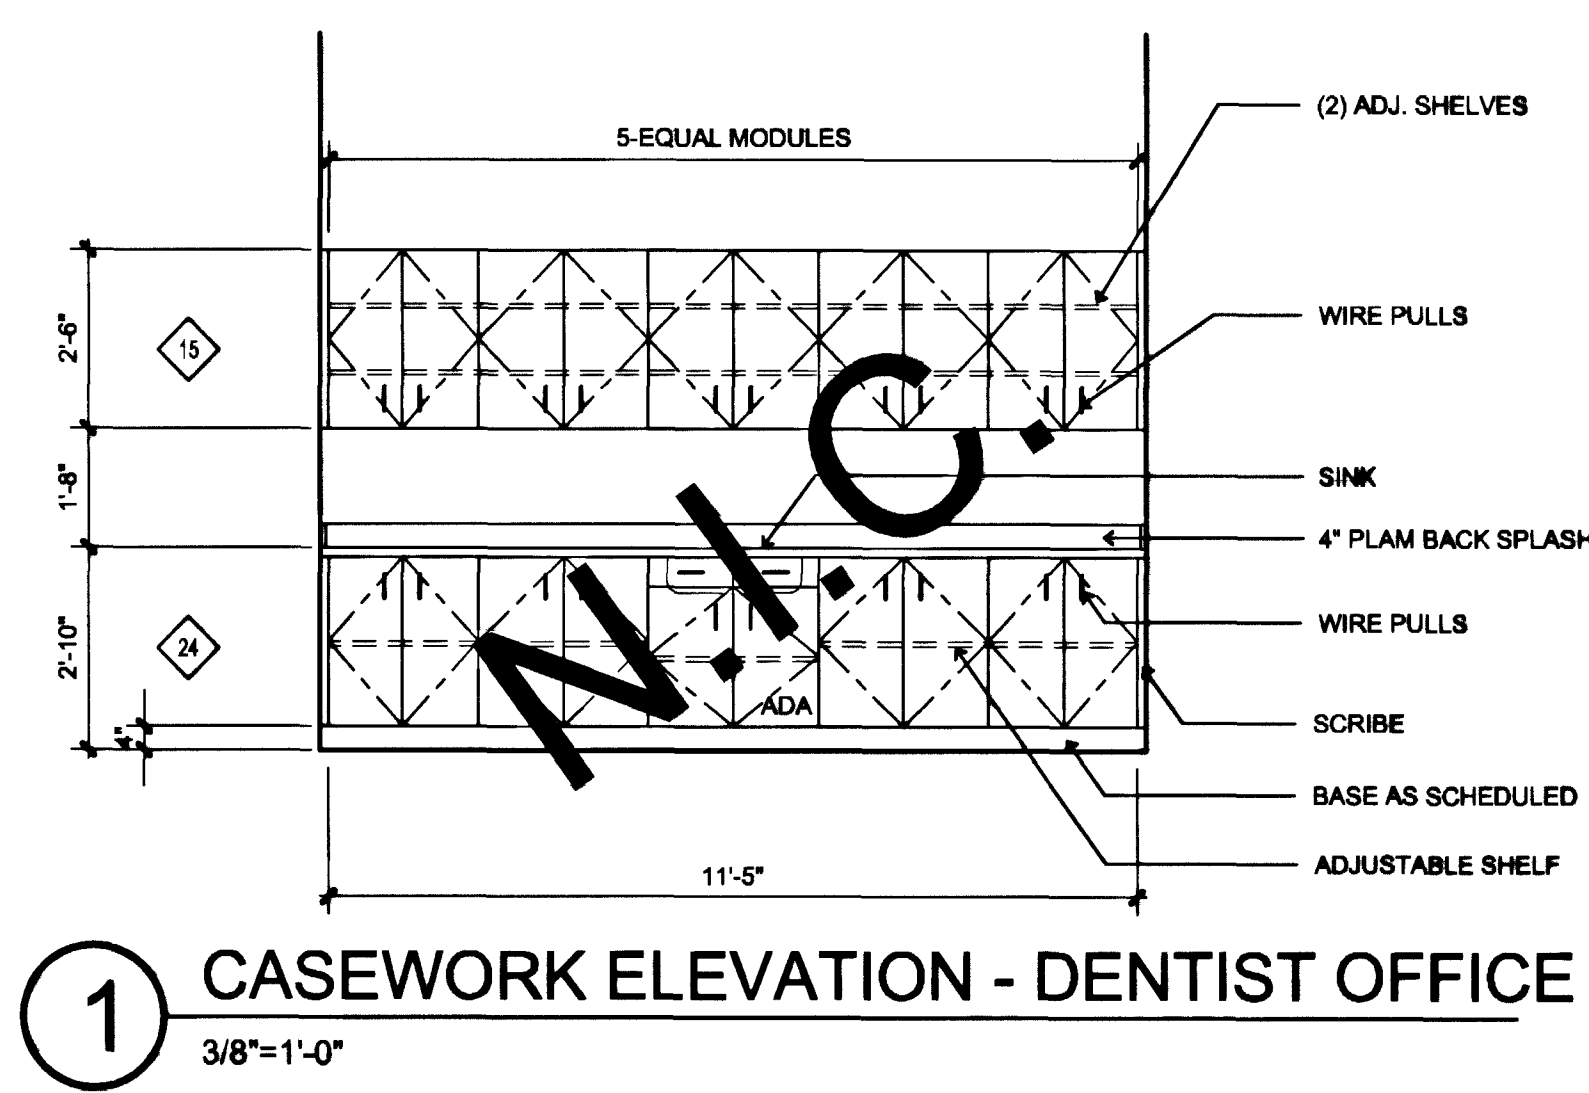 (2) ADJ. SHELVES
5-EQUAL MODULES
WIRE PULLS
2'-6"
15
SINK
1'-8"
4" PLAM BACK SPLASH
N.I.C.
WIRE PULLS
24
2'-10"
ADA
SCRIBE
4"
BASE AS SCHEDULED
ADJUSTABLE SHELF
11'-5"
1
CASEWORK ELEVATION - DENTIST OFFICE
3/8"=1'-0"